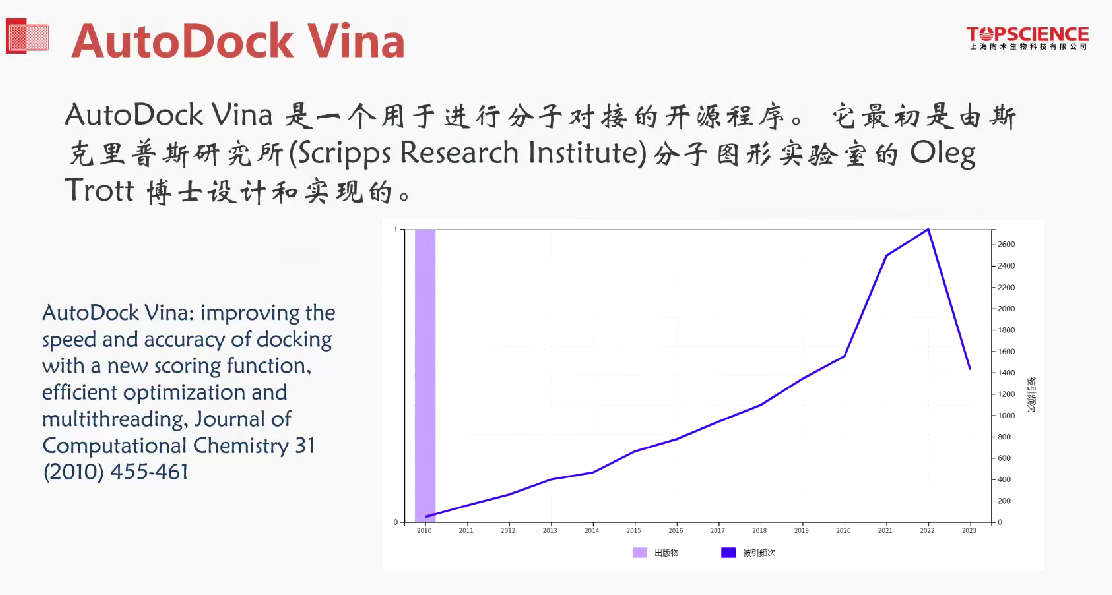 AutoDock Vina
TOPSCIENCE
上海陶术生物科技有限公司
AutoDock Vina 是一个用于进行分子对接的开源程序。 它最初是由斯
克里普斯研究所(Scripps Research Institute)分子图形实验室的 Oleg
Trott 博士设计和实现的。
AutoDock Vina: improving the
speed and accuracy of docking
with a new scoring function,
efficient optimization and
multithreading, Journal of
Computational Chemistry 31
(2010) 455-461
1
0
2600
2400
2200
2000
1800
1600
1400
1200
1000
800
600
400
200
0
被引频次
2010 2011 2012 2013 2014 2015 2016 2017 2018 2019 2020 2021 2022 2023
出版物 被引频次